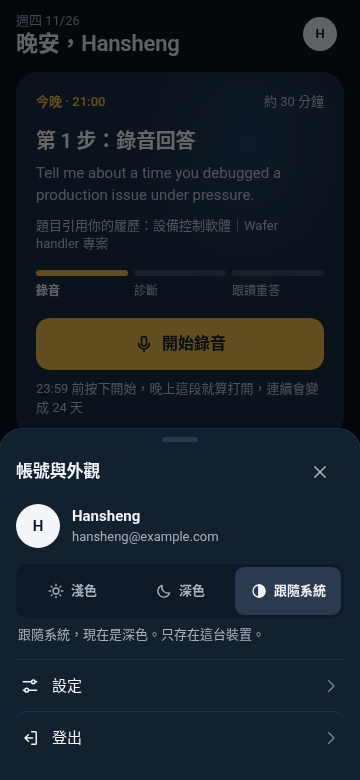 週四 11/26
晚安，Hansheng
H
今晚 · 21:00
約 30 分鐘
第 1 步：錄音回答
Tell me about a time you debugged a
production issue under pressure.
題目引用你的履歷：設備控制軟體｜Wafer
handler 專案
錄音
診斷
跟讀重答
開始錄音
23:59 前按下開始，晚上這段就算打開，連續會變
成 24 天
帳號與外觀
H
Hansheng
hansheng@example.com
淺色
深色
跟隨系統
跟隨系統，現在是深色。只存在這台裝置。
設定
登出